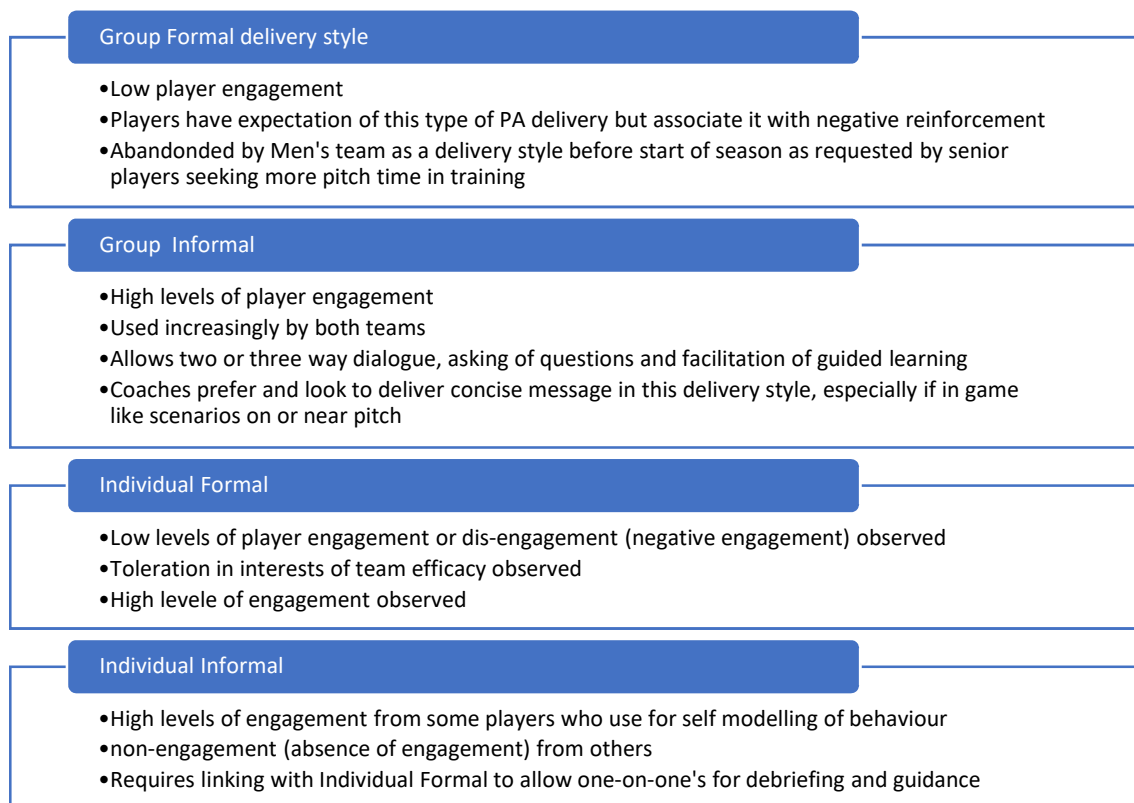 Group Formal delivery style
•Low player engagement
•Players have expectation of this type of PA delivery but associate it with negative reinforcement
•Abandonded by Men's team as a delivery style before start of season as requested by senior
players seeking more pitch time in training
Group  Informal
•High levels of player engagement
•Used increasingly by both teams
•Allows two or three way dialogue, asking of questions and facilitation of guided learning
•Coaches prefer and look to deliver concise message in this delivery style, especially if in game
like scenarios on or near pitch
Individual Formal
•Low levels of player engagement or dis-engagement (negative engagement) observed
•Toleration in interests of team efficacy observed
•High levele of engagement observed
Individual Informal
•High levels of engagement from some players who use for self modelling of behaviour
•non-engagement (absence of engagement) from others
•Requires linking with Individual Formal to allow one-on-one's for debriefing and guidance